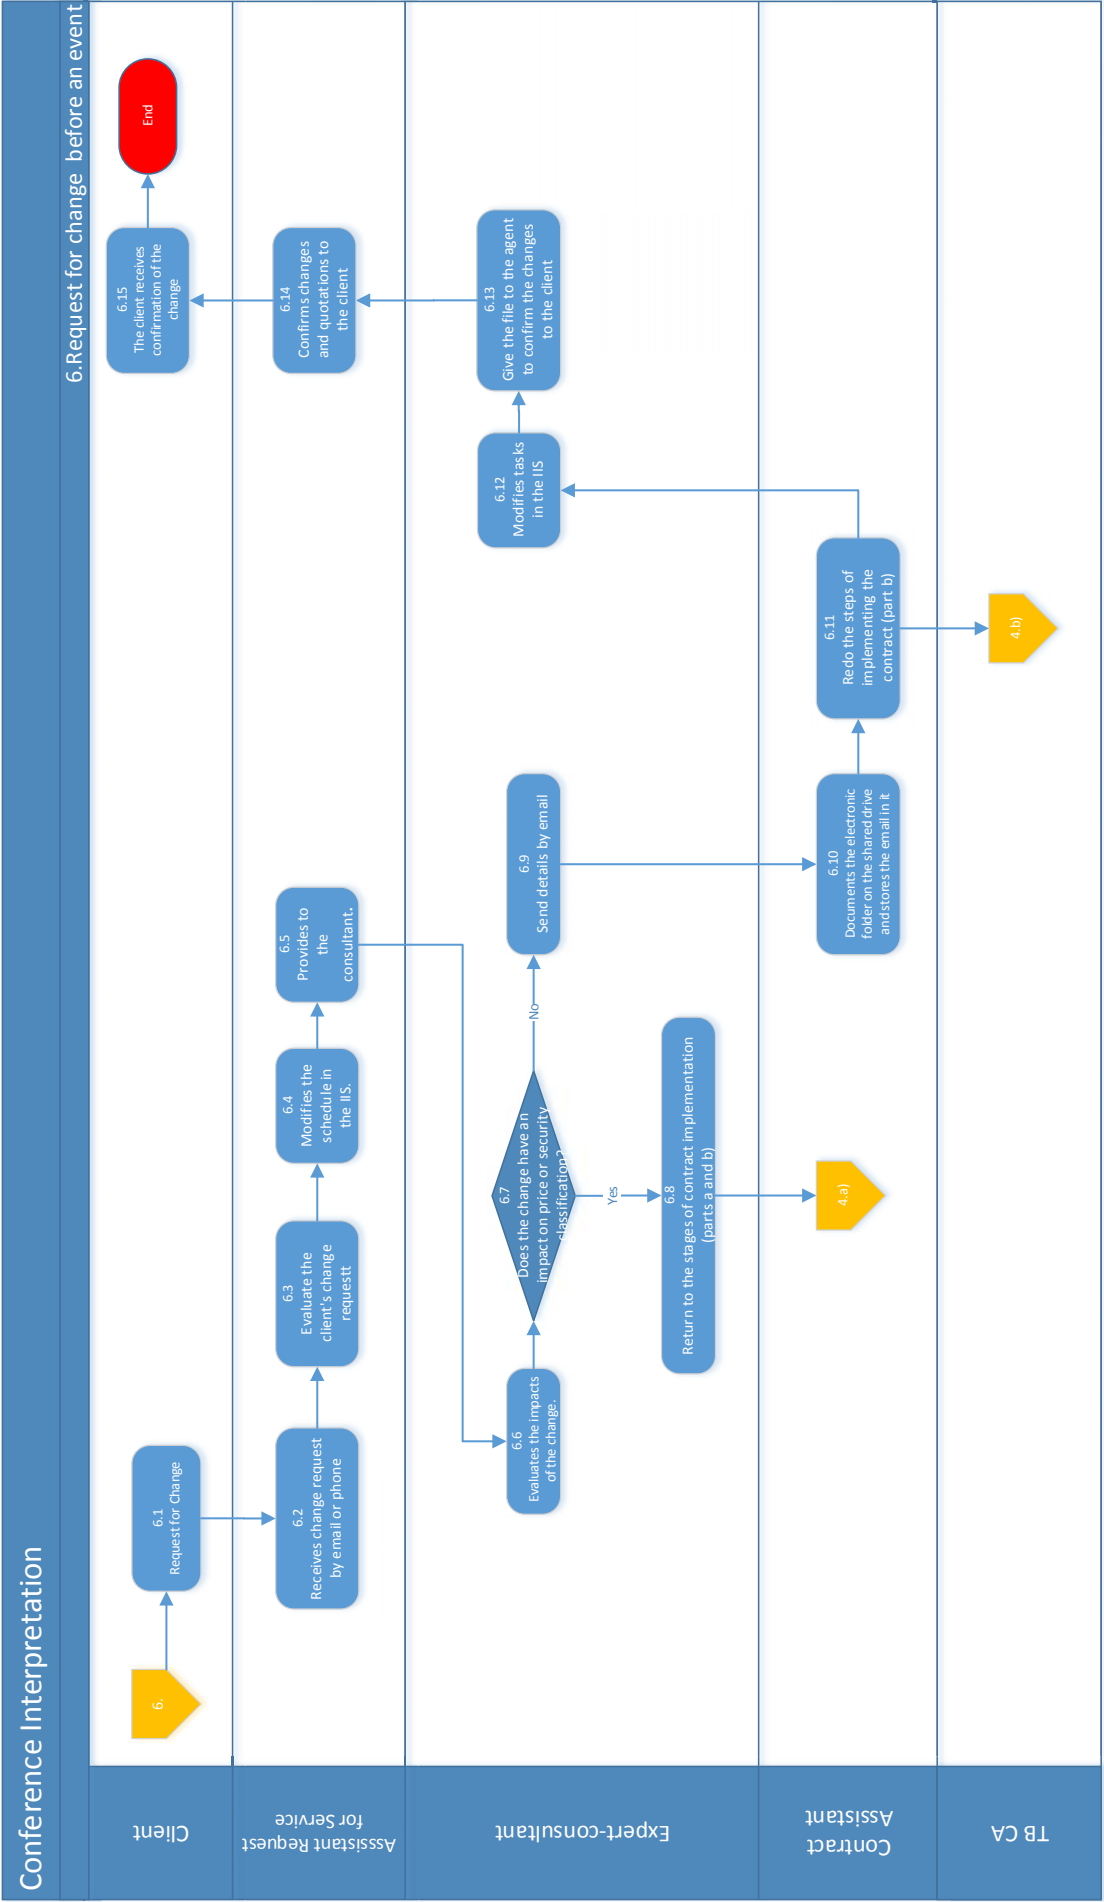 Conference Interpretation
6.Request for change before an event
Client
6.
6.1
Request for Change
6.15
The client receives
confirmation of the
change
End
Asssistant Request
for Service
6.2
Receives change request
by email or phone
6.3
Evaluate the
client's change
requestt
6.4
Modifies the
schedule in
the IIS.
6.5
Provides to
the
consultant.
6.14
Confirms changes
and quotations to
the client
Expert-consultant
6.6
Evaluates the impacts
of the change.
6.7
Does the change have an
impact on price or security
classification?
No
Yes
6.8
Return to the stages of contract implementation
(parts a and b)
6.9
Send details by email
6.12
Modifies tasks
in the IIS
6.13
Give the file to the agent
to confirm the changes
to the client
Contract
Assistant
4.a)
6.10
Documents the electronic
folder on the shared drive
and stores the email in it
6.11
Redo the steps of
implementing the
contract (part b)
TB CA
4.b)